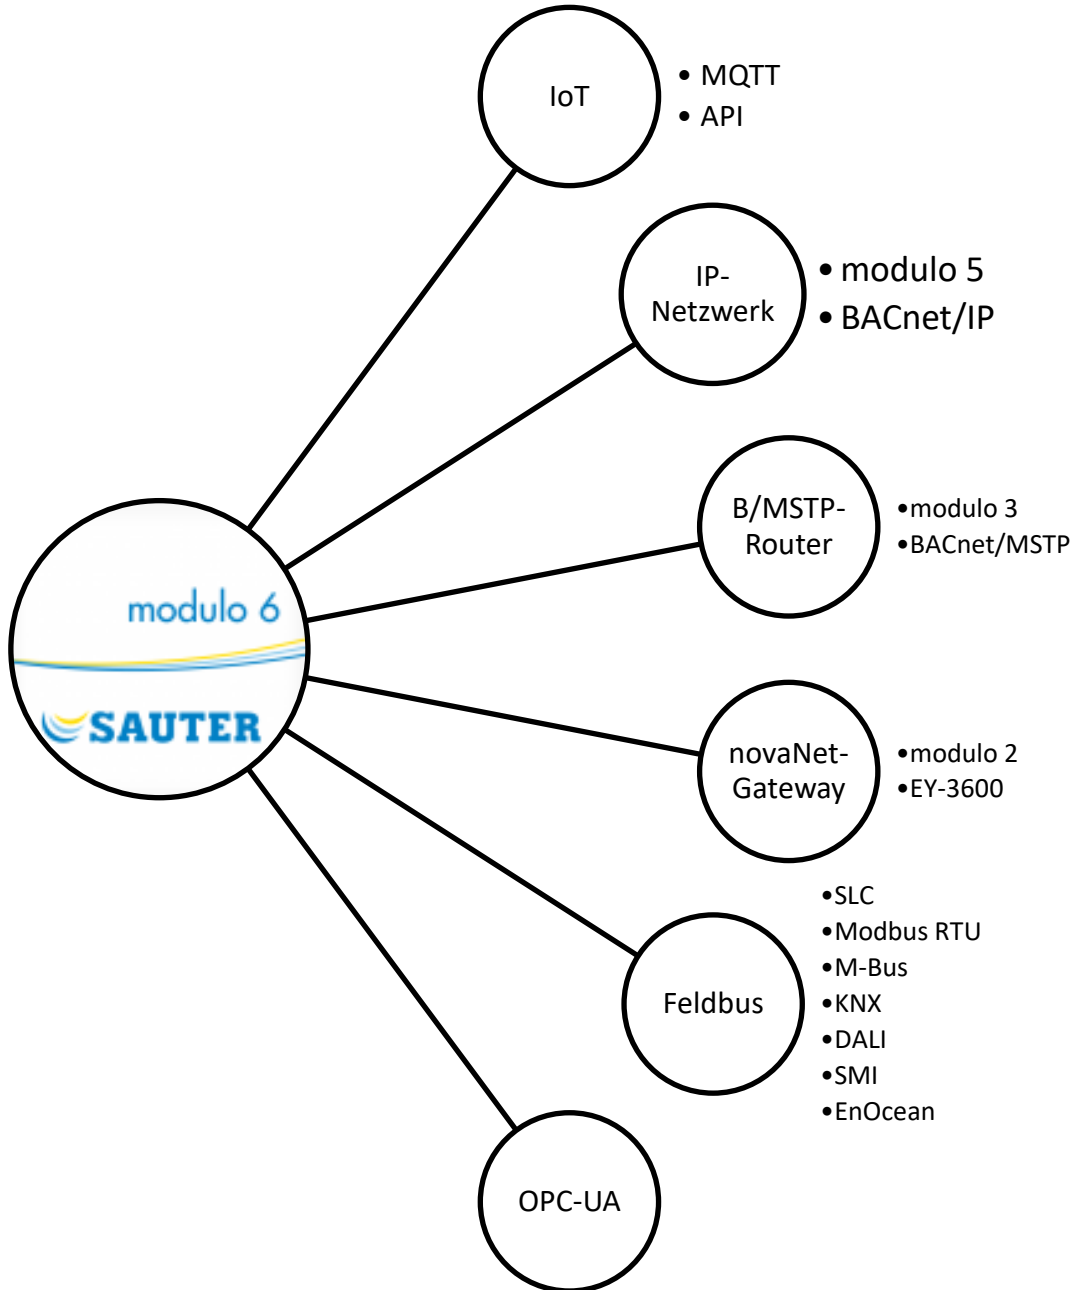 IoT
• MQTT
• API
IP-
Netzwerk
• modulo 5
• BACnet/IP
B/MSTP-
Router
•modulo 3
•BACnet/MSTP
modulo 6
SAUTER
novaNet-
Gateway
•modulo 2
•EY-3600
Feldbus
•SLC
•Modbus RTU
•M-Bus
•KNX
•DALI
•SMI
•EnOcean
OPC-UA